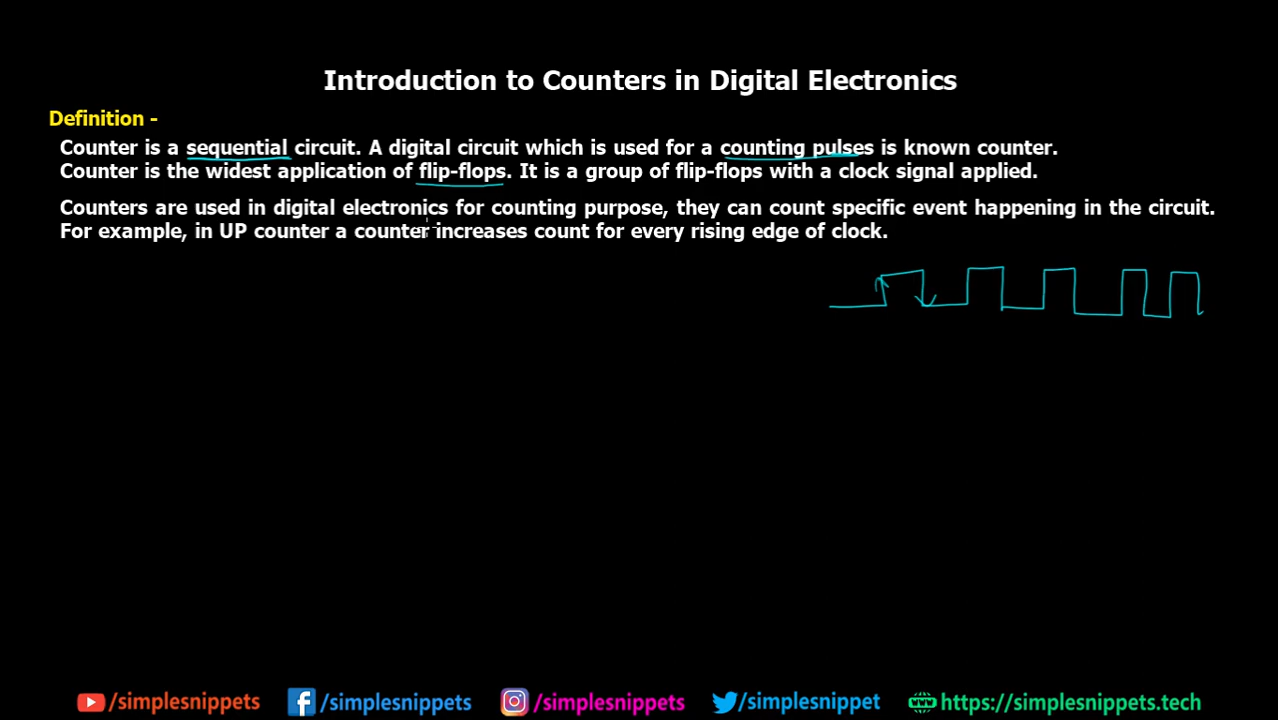 Introduction to Counters in Digital Electronics
Definition -
Counter is a sequential circuit. A digital circuit which is used for a counting pulses is known counter.
Counter is the widest application of flip-flops. It is a group of flip-flops with a clock signal applied.
Counters are used in digital electronics for counting purpose, they can count specific event happening in the circuit.
For example, in UP counter a counter increases count for every rising edge of clock.
/simplesnippets /simplesnippets /simplesnippets /simplesnippets https://simplesnippets.tech